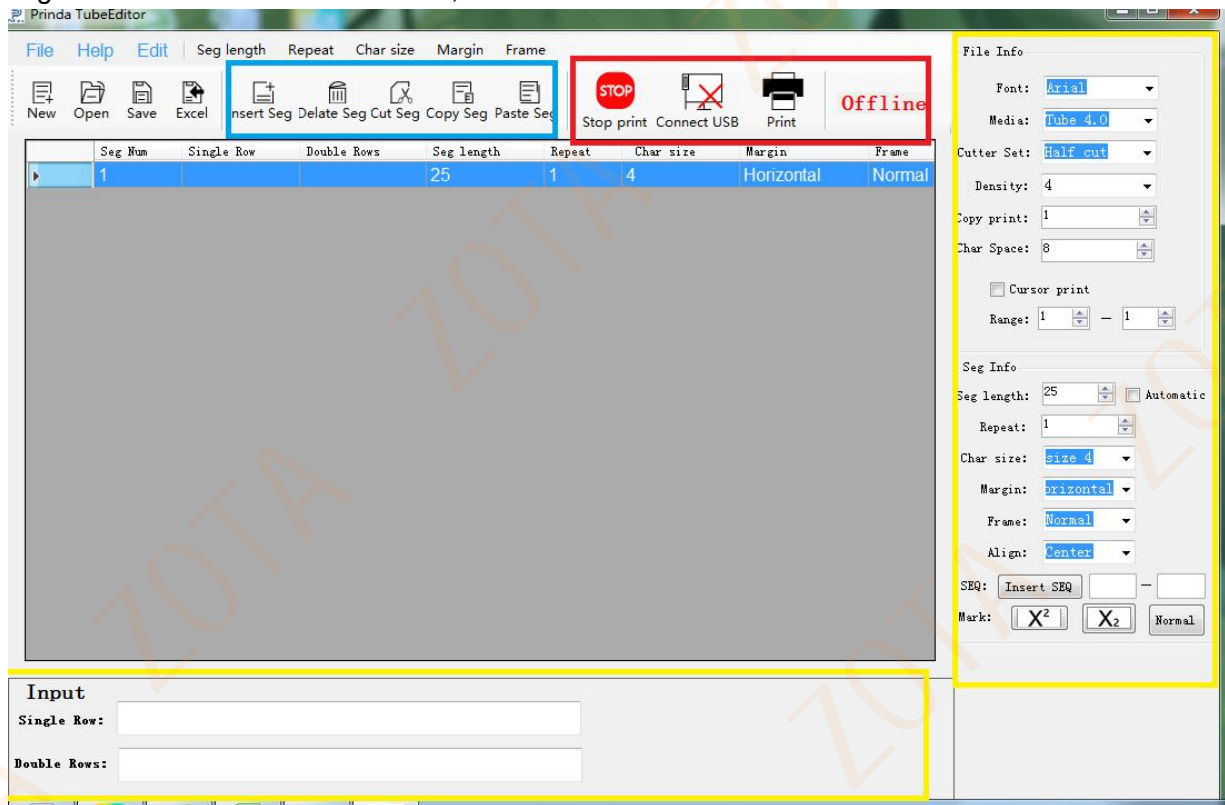 Prinda TubeEditor
File Help Edit Seg length Repeat Char size Margin Frame
New Open Save Excel nsert Seg Delate Seg Cut Seg Copy Seg Paste Seg Stop print Connect USB Print Offline
STOP
Seg Num Single Row Double Rows Seg length Repeat Char size Margin Frame
1 25 1 4 Horizontal Normal
File Info
Font: Arial
Media: Tube 4.0
Cutter Set: Half cut
Density: 4
Copy print: 1
Char Space: 8
Cursor print
Range: 1 — 1
Seg Info
Seg length: 25 Automatic
Repeat: 1
Char size: size 4
Margin: orizontal
Frame: Normal
Align: Center
SEQ: Insert SEQ —
Mark: X² X₂ Normal
Input
Single Row:
Double Rows:
ZOTA
ZOTA
ZOTA
ZOTA
ZOTA